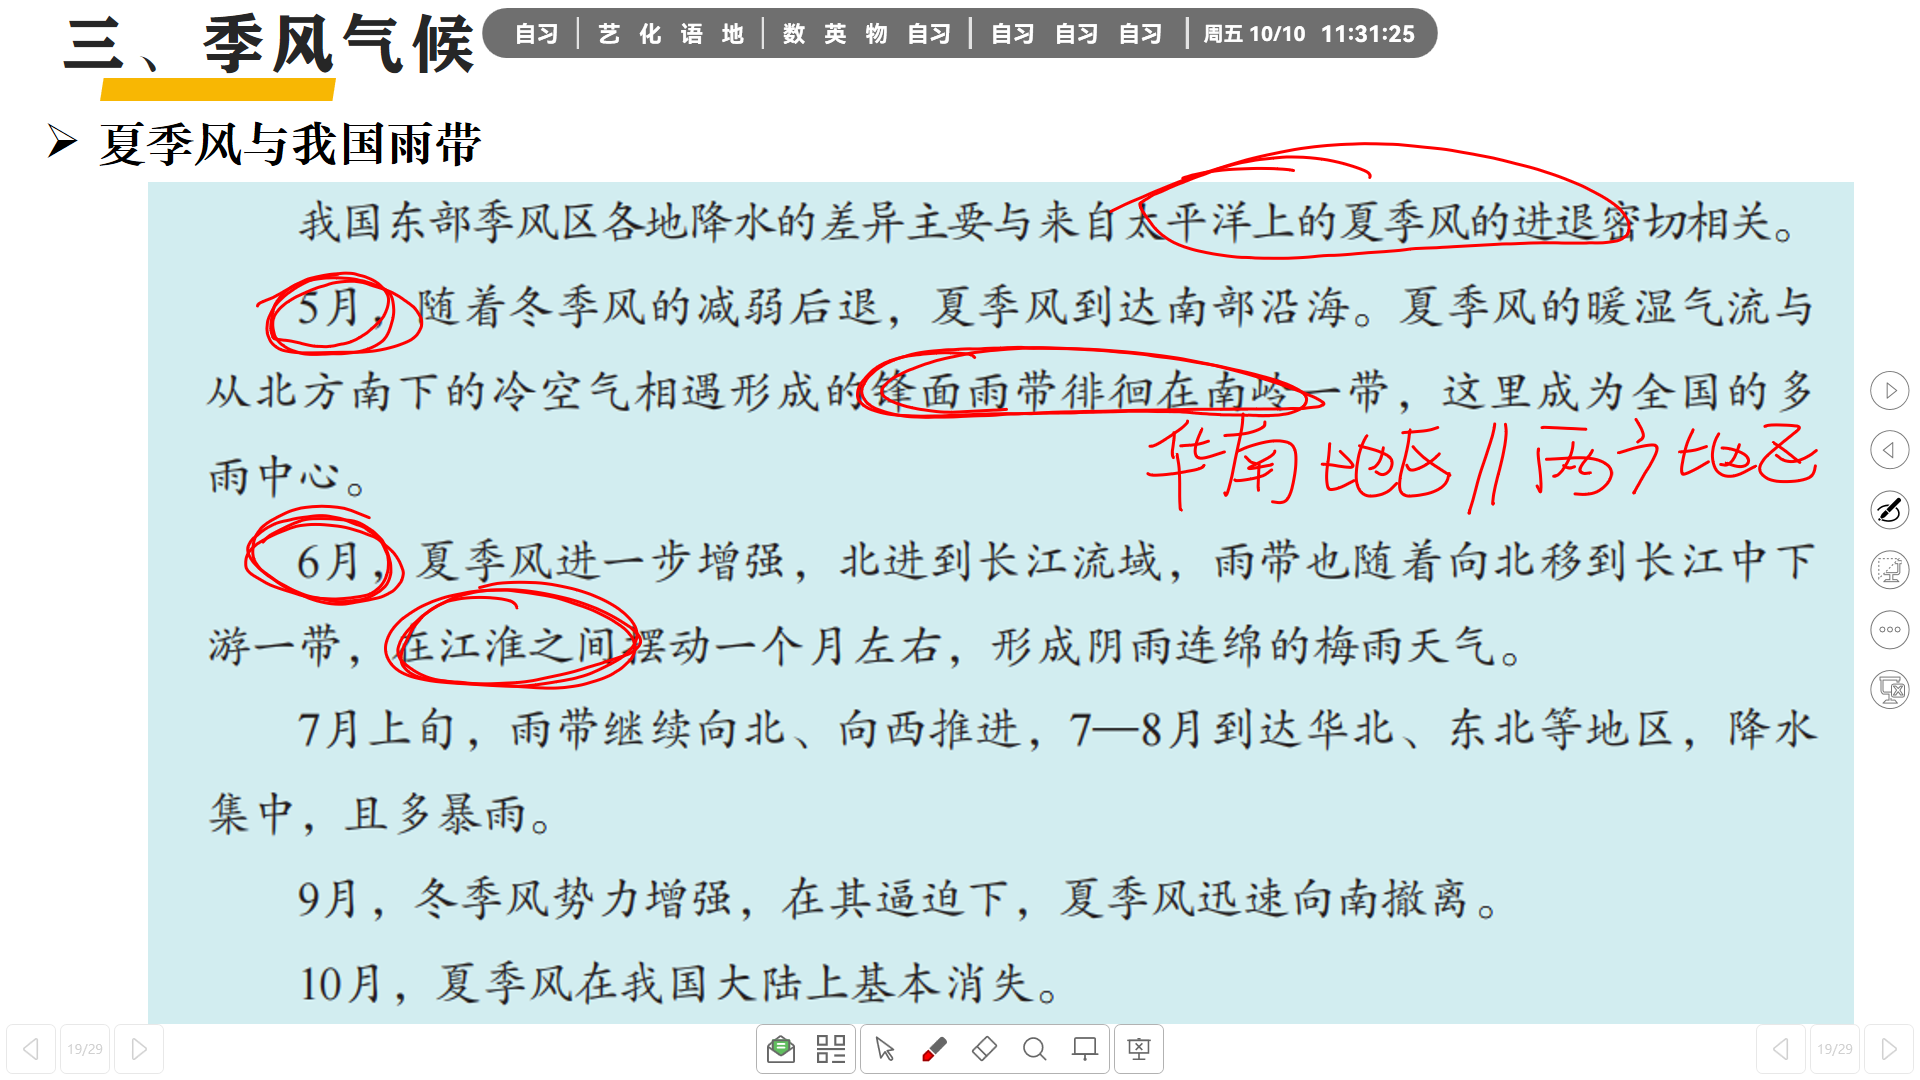 三、季风气候
自习 艺 化 语 地 数 英 物 自习 自习 自习 自习 周五 10/10 11:31:25
夏季风与我国雨带
我国东部季风区各地降水的差异主要与来自太平洋上的夏季风的进退密切相关。
5月，随着冬季风的减弱后退，夏季风到达南部沿海。夏季风的暖湿气流与
从北方南下的冷空气相遇形成的锋面雨带徘徊在南岭一带，这里成为全国的多
雨中心。
华南地区//两广地区
6月，夏季风进一步增强，北进到长江流域，雨带也随着向北移到长江中下
游一带，在江淮之间摆动一个月左右，形成阴雨连绵的梅雨天气。
7月上旬，雨带继续向北、向西推进，7—8月到达华北、东北等地区，降水
集中，且多暴雨。
9月，冬季风势力增强，在其逼迫下，夏季风迅速向南撤离。
10月，夏季风在我国大陆上基本消失。
19/29
19/29